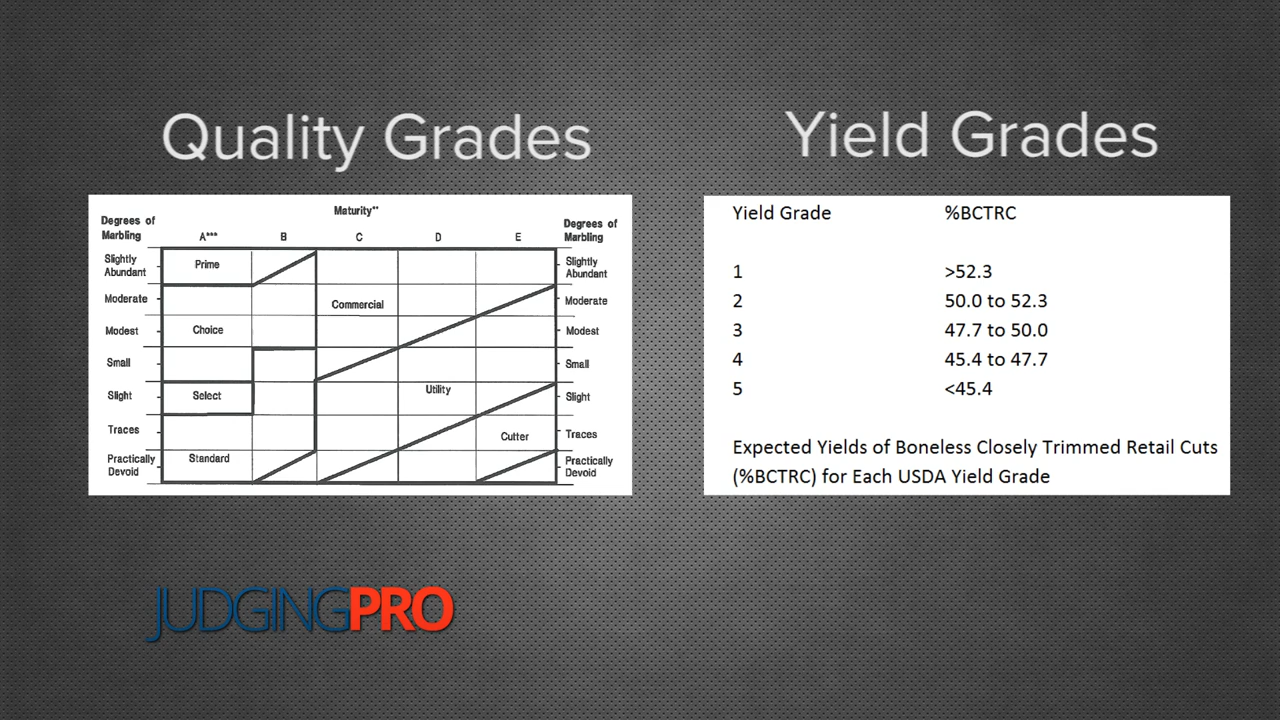 Quality Grades
Yield Grades
Maturity**
Degrees of
Marbling
A***
B
C
D
E
Degrees of
Marbling
Slightly
Abundant
Prime
Slightly
Abundant
Moderate
Commercial
Moderate
Modest
Choice
Modest
Small
Small
Slight
Select
Utility
Slight
Traces
Cutter
Traces
Practically
Devoid
Standard
Practically
Devoid
Yield Grade %BCTRC
1 >52.3
2 50.0 to 52.3
3 47.7 to 50.0
4 45.4 to 47.7
5 <45.4
Expected Yields of Boneless Closely Trimmed Retail Cuts
(%BCTRC) for Each USDA Yield Grade
JUDGINGPRO